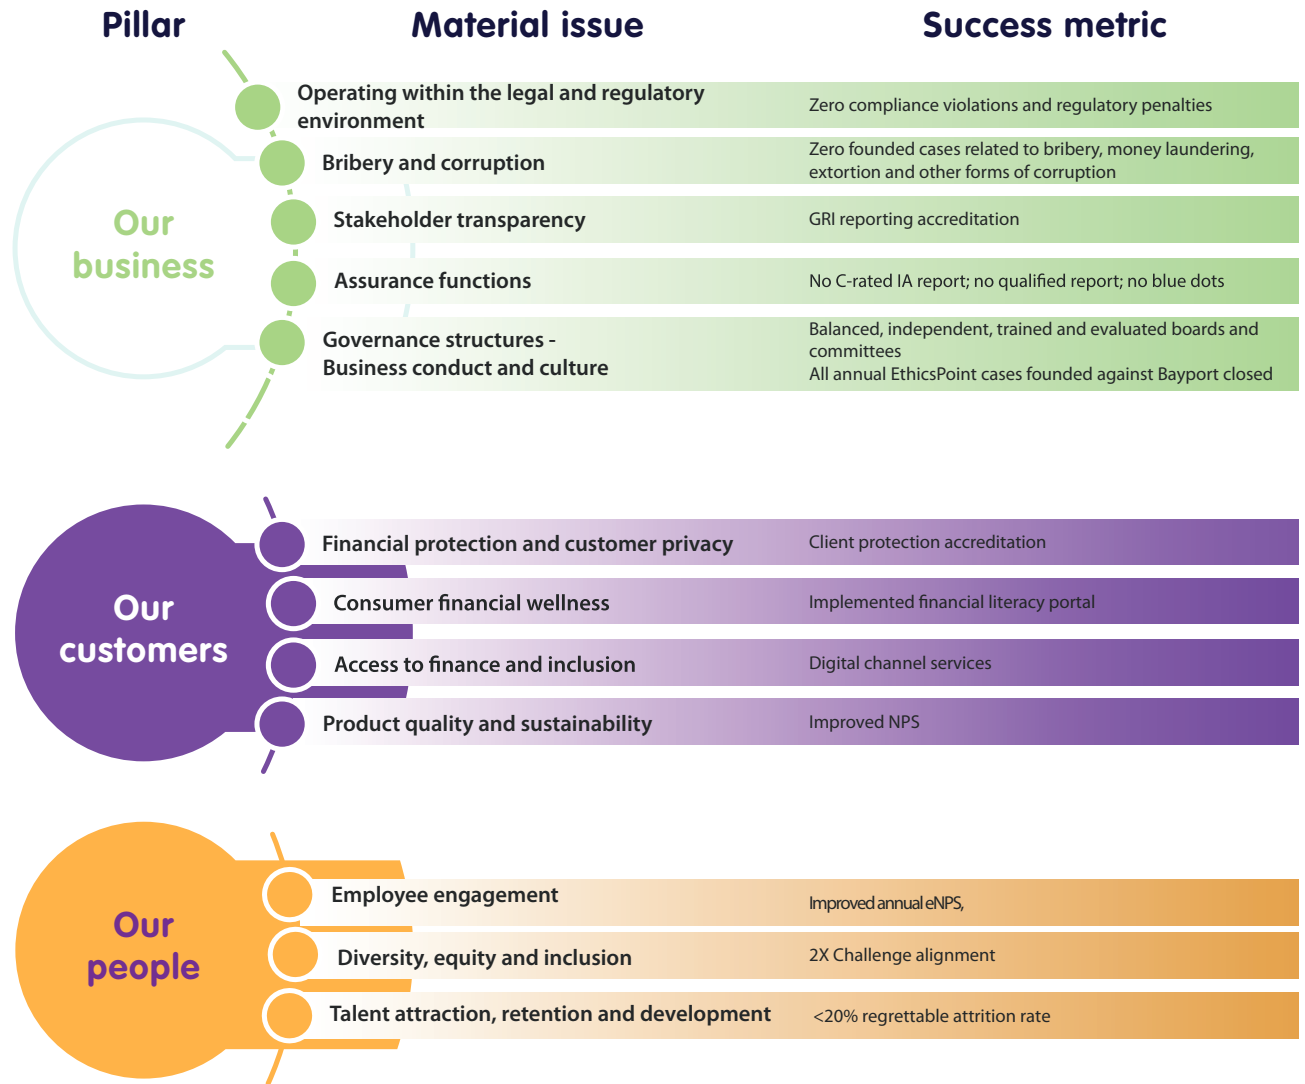 Pillar
Material issue
Success metric
Our
business
Operating within the legal and regulatory
environment
Zero compliance violations and regulatory penalties
Bribery and corruption
Zero founded cases related to bribery, money laundering,
extortion and other forms of corruption
Stakeholder transparency
GRI reporting accreditation
Assurance functions
No C-rated IA report; no qualified report; no blue dots
Governance structures -
Business conduct and culture
Balanced, independent, trained and evaluated boards and
committees
All annual EthicsPoint cases founded against Bayport closed
Our
customers
Financial protection and customer privacy
Client protection accreditation
Consumer financial wellness
Implemented financial literacy portal
Access to finance and inclusion
Digital channel services
Product quality and sustainability
Improved NPS
Our
people
Employee engagement
Improved annual eNPS,
Diversity, equity and inclusion
2X Challenge alignment
Talent attraction, retention and development
<20% regrettable attrition rate